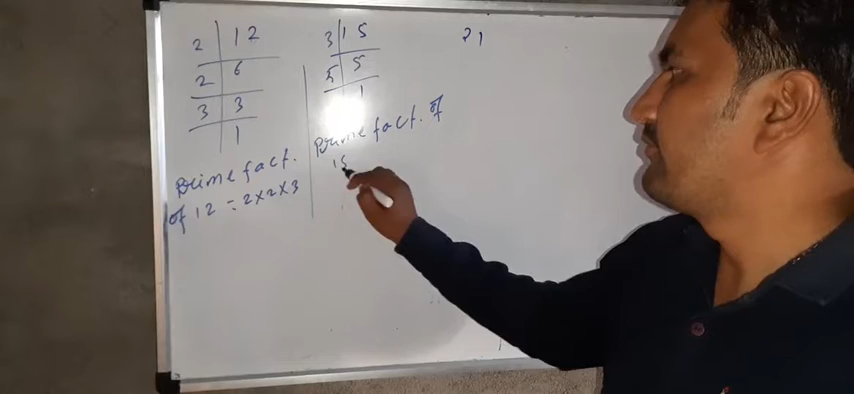 2 | 12
2 | 6
3 | 3
1
Prime fact.
of 12 = 2x2x3
3 | 15
5 | 5
1
Prime fact. of
15
21